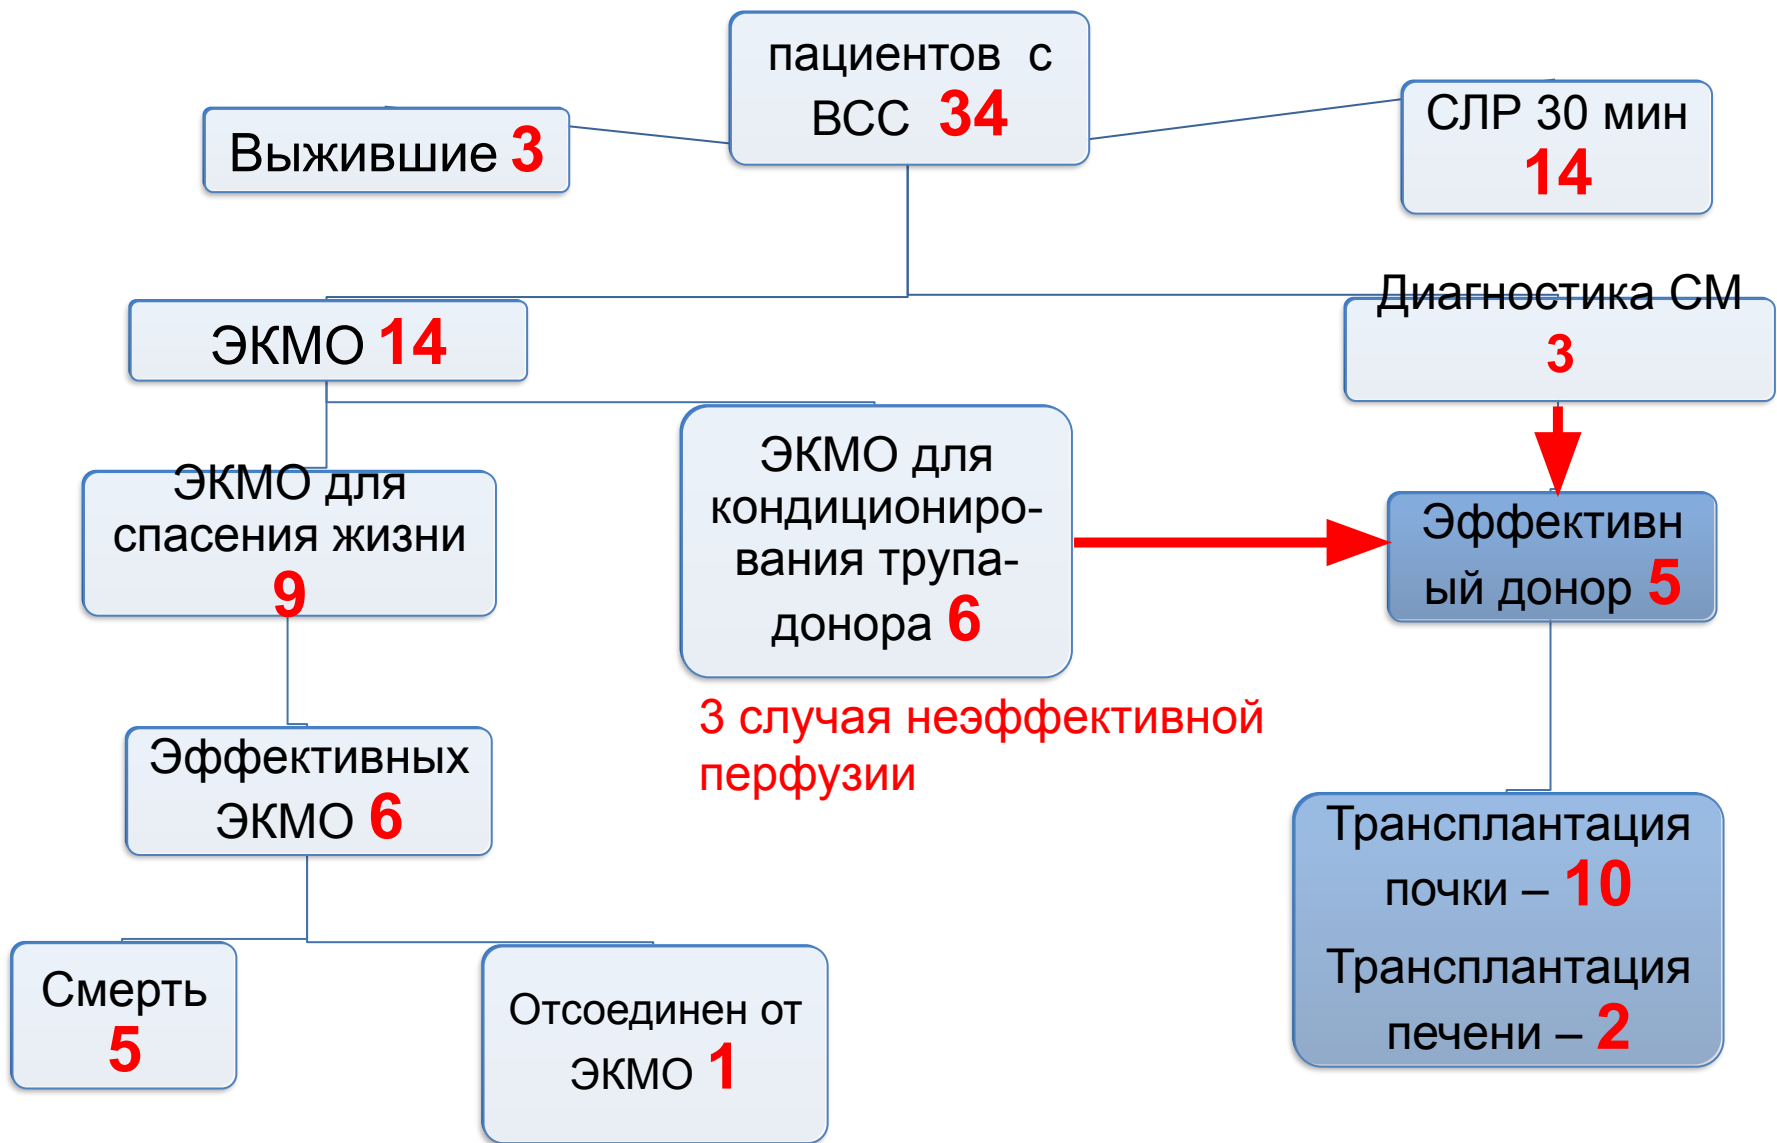 пациентов с
ВСС 34
Выжившие 3
СЛР 30 мин
14
ЭКМО 14
Диагностика СМ
3
ЭКМО для
спасения жизни
9
ЭКМО для
кондициониро-
вания трупа-
донора 6
Эффективн
ый донор 5
3 случая неэффективной
перфузии
Эффективных
ЭКМО 6
Трансплантация
почки – 10
Трансплантация
печени – 2
Смерть
5
Отсоединен от
ЭКМО 1